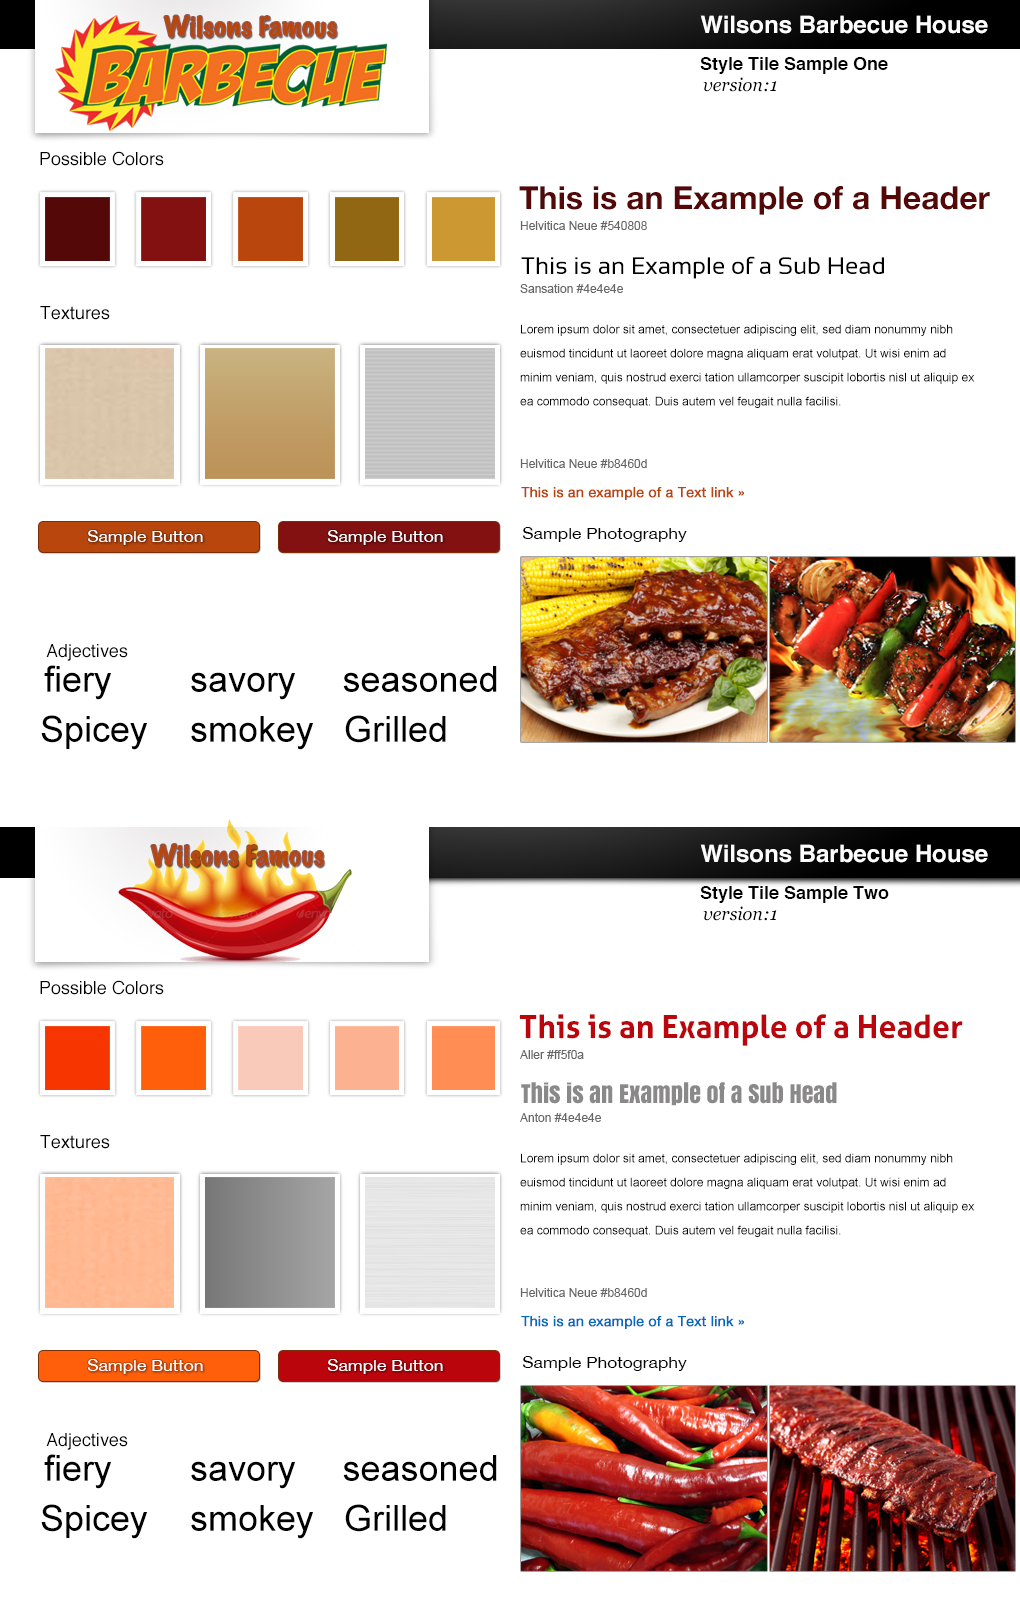 Wilsons Famous
BARBECUE
Wilsons Barbecue House
Style Tile Sample One
version:1
Possible Colors
Textures
Sample Button
Sample Button
Adjectives
fiery savory seasoned
Spicey smokey Grilled
This is an Example of a Header
Helvitica Neue #540808
This is an Example of a Sub Head
Sansation #4e4e4e
Lorem ipsum dolor sit amet, consectetuer adipiscing elit, sed diam nonummy nibh
euismod tincidunt ut laoreet dolore magna aliquam erat volutpat. Ut wisi enim ad
minim veniam, quis nostrud exerci tation ullamcorper suscipit lobortis nisl ut aliquip ex
ea commodo consequat. Duis autem vel feugait nulla facilisi.
Helvitica Neue #b8460d
This is an example of a Text link »
Sample Photography
Wilsons Famous
Wilsons Barbecue House
Style Tile Sample Two
version:1
Possible Colors
Textures
Sample Button
Sample Button
Adjectives
fiery savory seasoned
Spicey smokey Grilled
This is an Example of a Header
Aller #ff5f0a
This is an Example of a Sub Head
Anton #4e4e4e
Lorem ipsum dolor sit amet, consectetuer adipiscing elit, sed diam nonummy nibh
euismod tincidunt ut laoreet dolore magna aliquam erat volutpat. Ut wisi enim ad
minim veniam, quis nostrud exerci tation ullamcorper suscipit lobortis nisl ut aliquip ex
ea commodo consequat. Duis autem vel feugait nulla facilisi.
Helvitica Neue #b8460d
This is an example of a Text link »
Sample Photography